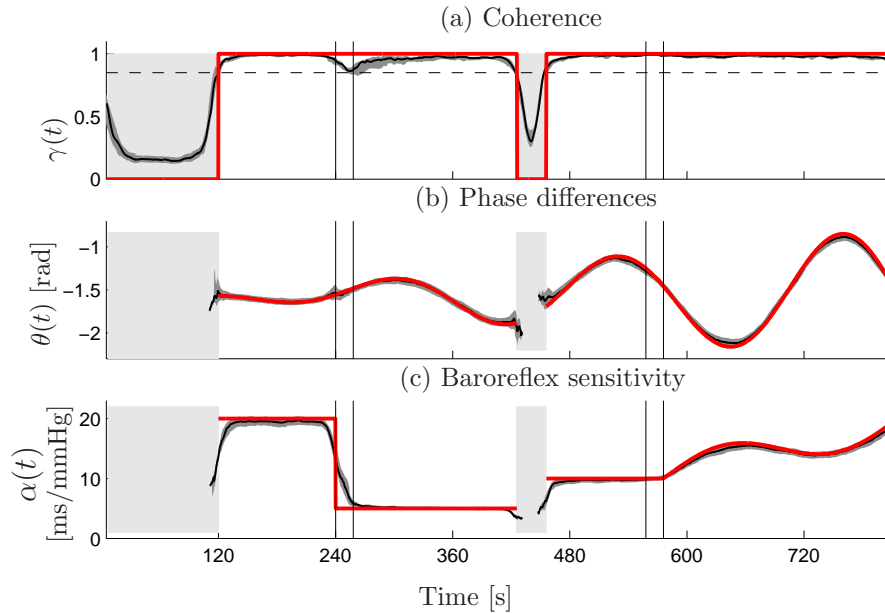 (a) Coherence
1
0.5
0
γ(t)
(b) Phase differences
−1
−1.5
−2
θ(t) [rad]
(c) Baroreflex sensitivity
20
10
0
α(t)
[ms/mmHg]
120 240 360 480 600 720
Time [s]